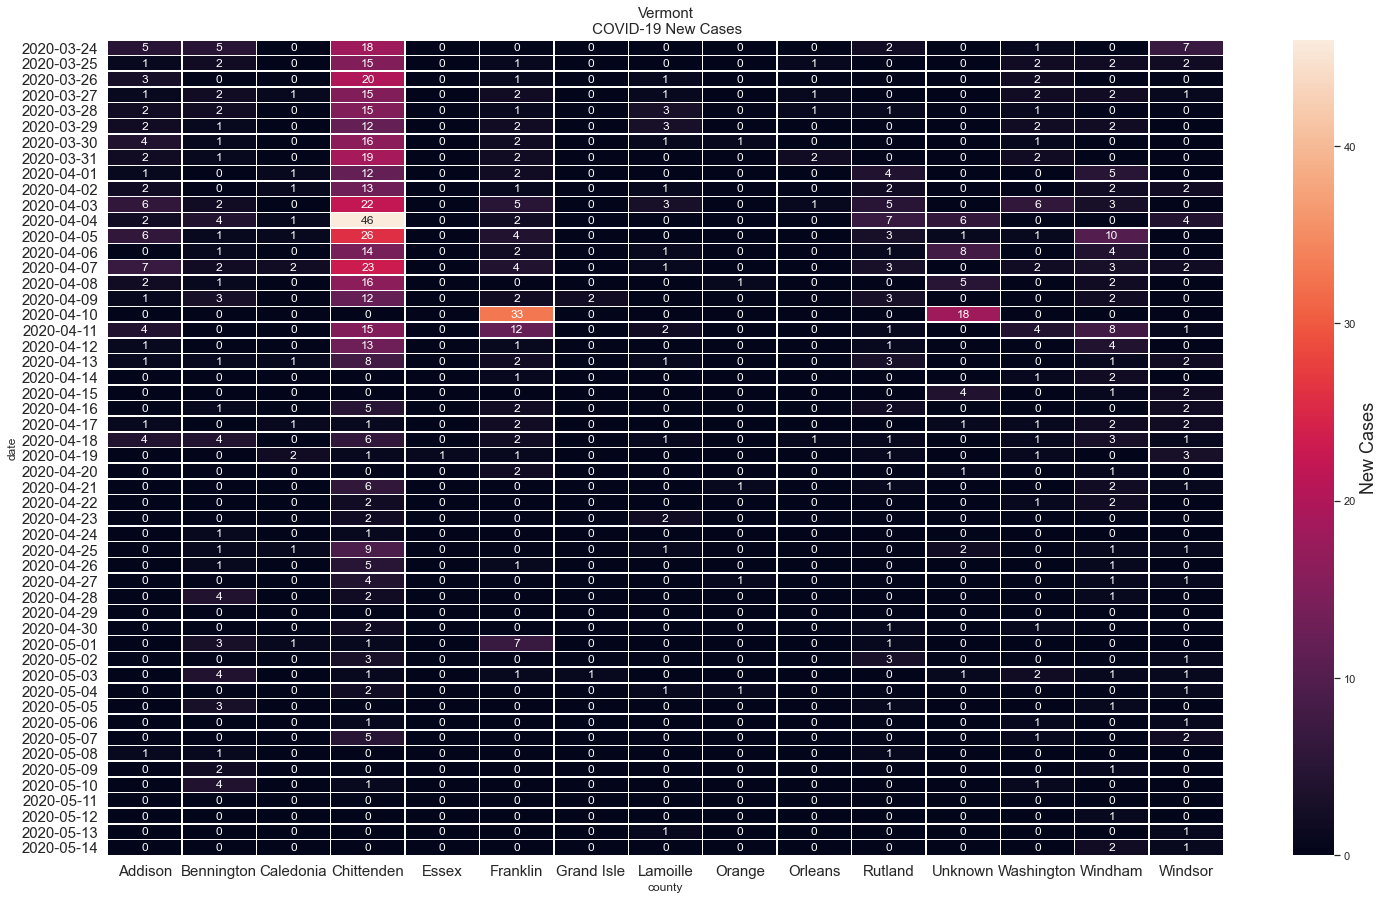 Vermont
COVID-19 New Cases
2020-03-24 5 5 0 18 0 0 0 0 0 0 2 0 1 0 7
2020-03-25 1 2 0 15 0 1 0 0 0 1 0 0 2 2 2
2020-03-26 3 0 0 20 0 1 0 1 0 0 0 0 2 0 0
2020-03-27 1 2 1 15 0 2 0 1 0 1 0 0 2 2 1
2020-03-28 2 2 0 15 0 1 0 3 0 1 1 0 1 0 0
2020-03-29 2 1 0 12 0 2 0 3 0 0 0 0 2 2 0
2020-03-30 4 1 0 16 0 2 0 1 1 0 0 0 1 0 0
2020-03-31 2 1 0 19 0 2 0 0 0 2 0 0 2 0 0
2020-04-01 1 0 1 12 0 2 0 0 0 0 4 0 0 5 0
2020-04-02 2 0 1 13 0 1 0 1 0 0 2 0 0 2 2
2020-04-03 6 2 0 22 0 5 0 3 0 1 5 0 6 3 0
2020-04-04 2 4 1 46 0 2 0 0 0 0 7 6 0 0 4
2020-04-05 6 1 1 26 0 4 0 0 0 0 3 1 1 10 0
2020-04-06 0 1 0 14 0 2 0 1 0 0 1 8 0 4 0
2020-04-07 7 2 2 23 0 4 0 1 0 0 3 0 2 3 2
2020-04-08 2 1 0 16 0 0 0 0 1 0 0 5 0 2 0
2020-04-09 1 3 0 12 0 2 2 0 0 0 3 0 0 2 0
2020-04-10 0 0 0 0 0 33 0 0 0 0 0 18 0 0 0
2020-04-11 4 0 0 15 0 12 0 2 0 0 1 0 4 8 1
2020-04-12 1 0 0 13 0 1 0 0 0 0 1 0 0 4 0
2020-04-13 1 1 1 8 0 2 0 1 0 0 3 0 0 1 2
2020-04-14 0 0 0 0 0 1 0 0 0 0 0 0 1 2 0
2020-04-15 0 0 0 0 0 0 0 0 0 0 0 4 0 1 2
2020-04-16 0 1 0 5 0 2 0 0 0 0 2 0 0 0 2
2020-04-17 1 0 1 1 0 2 0 0 0 0 0 1 1 2 2
2020-04-18 4 4 0 6 0 2 0 1 0 1 1 0 1 3 1
2020-04-19 0 0 2 1 1 1 0 0 0 0 1 0 1 0 3
2020-04-20 0 0 0 0 0 2 0 0 0 0 0 1 0 1 0
2020-04-21 0 0 0 6 0 0 0 0 1 0 1 0 0 2 1
2020-04-22 0 0 0 2 0 0 0 0 0 0 0 0 1 2 0
2020-04-23 0 0 0 2 0 0 0 2 0 0 0 0 0 0 0
2020-04-24 0 1 0 1 0 0 0 0 0 0 0 0 0 0 0
2020-04-25 0 1 1 9 0 0 0 1 0 0 0 2 0 1 1
2020-04-26 0 1 0 5 0 1 0 0 0 0 0 0 0 1 0
2020-04-27 0 0 0 4 0 0 0 0 1 0 0 0 0 1 1
2020-04-28 0 4 0 2 0 0 0 0 0 0 0 0 0 1 0
2020-04-29 0 0 0 0 0 0 0 0 0 0 0 0 0 0 0
2020-04-30 0 0 0 2 0 0 0 0 0 0 1 0 1 0 0
2020-05-01 0 3 1 1 0 7 0 0 0 0 1 0 0 0 0
2020-05-02 0 0 0 3 0 0 0 0 0 0 3 0 0 0 1
2020-05-03 0 4 0 1 0 1 1 0 0 0 0 1 2 1 1
2020-05-04 0 0 0 2 0 0 0 1 1 0 0 0 0 0 1
2020-05-05 0 3 0 0 0 0 0 0 0 0 1 0 0 1 0
2020-05-06 0 0 0 1 0 0 0 0 0 0 0 0 1 0 1
2020-05-07 0 0 0 5 0 0 0 0 0 0 0 0 1 0 2
2020-05-08 1 1 0 0 0 0 0 0 0 0 1 0 0 0 0
2020-05-09 0 2 0 0 0 0 0 0 0 0 0 0 0 1 0
2020-05-10 0 4 0 1 0 0 0 0 0 0 0 0 1 0 0
2020-05-11 0 0 0 0 0 0 0 0 0 0 0 0 0 0 0
2020-05-12 0 0 0 0 0 0 0 0 0 0 0 0 0 1 0
2020-05-13 0 0 0 0 0 0 0 1 0 0 0 0 0 0 1
2020-05-14 0 0 0 0 0 0 0 0 0 0 0 0 0 2 1
Addison Bennington Caledonia Chittenden Essex Franklin Grand Isle Lamoille Orange Orleans Rutland Unknown Washington Windham Windsor
county
date
40
30
20
10
0
New Cases